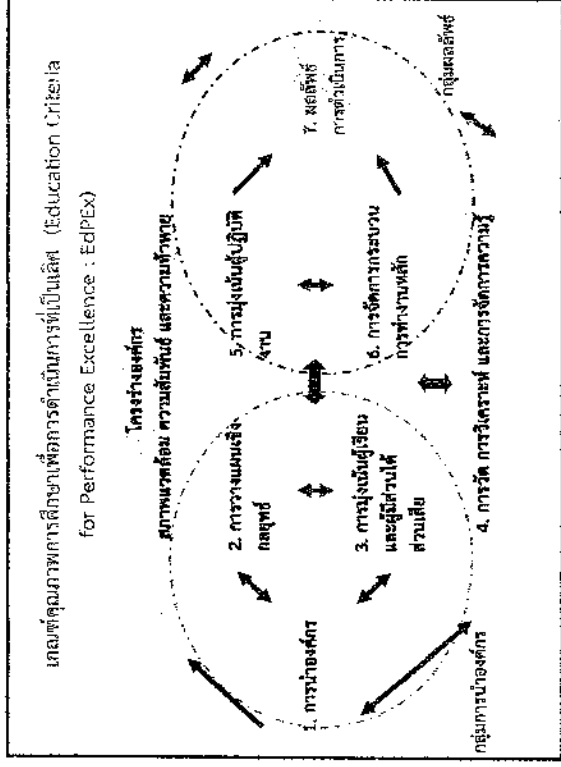 เกณฑ์คุณภาพการศึกษาเพื่อการดำเนินการที่เป็นเลิศ (Education Criteria
for Performance Excellence : EdPEx)
โครงร่างองค์กร
สภาพแวดล้อม ความสัมพันธ์ และความท้าทาย
1. การนำองค์กร
2. การวางแผนเชิง
กลยุทธ์
3. การมุ่งเน้นผู้เรียน
และผู้มีส่วนได้
ส่วนเสีย
5. การมุ่งเน้นผู้ปฏิบัติ
งาน
6. การจัดการกระบวน
การทำงานหลัก
7. ผลลัพธ์
การดำเนินการ
4. การวัด การวิเคราะห์ และการจัดการความรู้
กลุ่มการนำองค์กร
กลุ่มผลลัพธ์